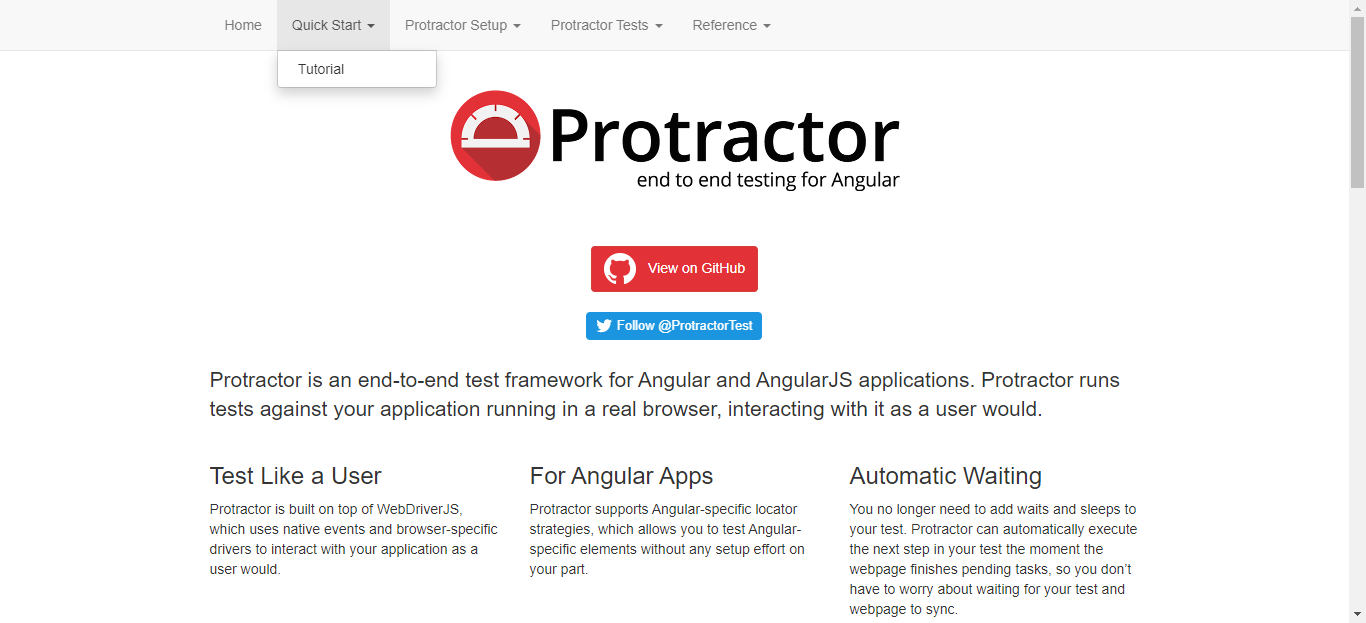 Home Quick Start Protractor Setup Protractor Tests Reference
Tutorial
Protractor
end to end testing for Angular
View on GitHub
Follow @ProtractorTest
Protractor is an end-to-end test framework for Angular and AngularJS applications. Protractor runs
tests against your application running in a real browser, interacting with it as a user would.
Test Like a User
Protractor is built on top of WebDriverJS,
which uses native events and browser-specific
drivers to interact with your application as a
user would.
For Angular Apps
Protractor supports Angular-specific locator
strategies, which allows you to test Angular-
specific elements without any setup effort on
your part.
Automatic Waiting
You no longer need to add waits and sleeps to
your test. Protractor can automatically execute
the next step in your test the moment the
webpage finishes pending tasks, so you don’t
have to worry about waiting for your test and
webpage to sync.